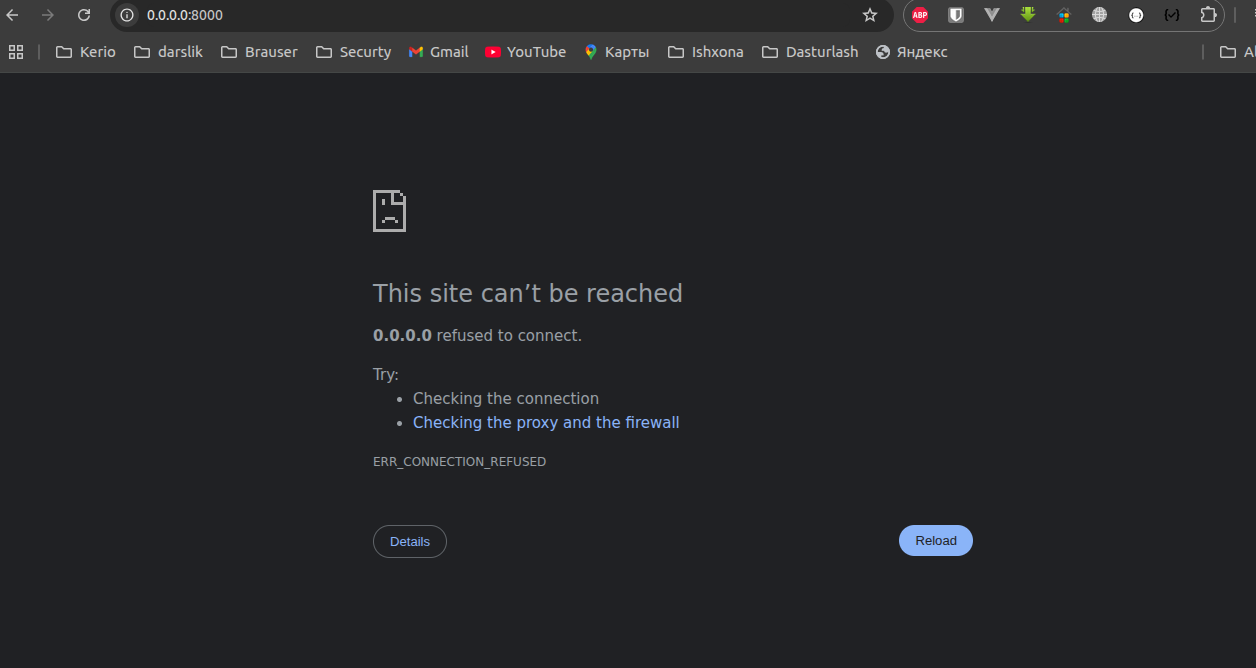 0.0.0.0:8000
ABP
Kerio darslik Brauser Securty Gmail YouTube Карты Ishxona Dasturlash Яндекс
This site can’t be reached
0.0.0.0 refused to connect.
Try:
• Checking the connection
• Checking the proxy and the firewall
ERR_CONNECTION_REFUSED
Details Reload